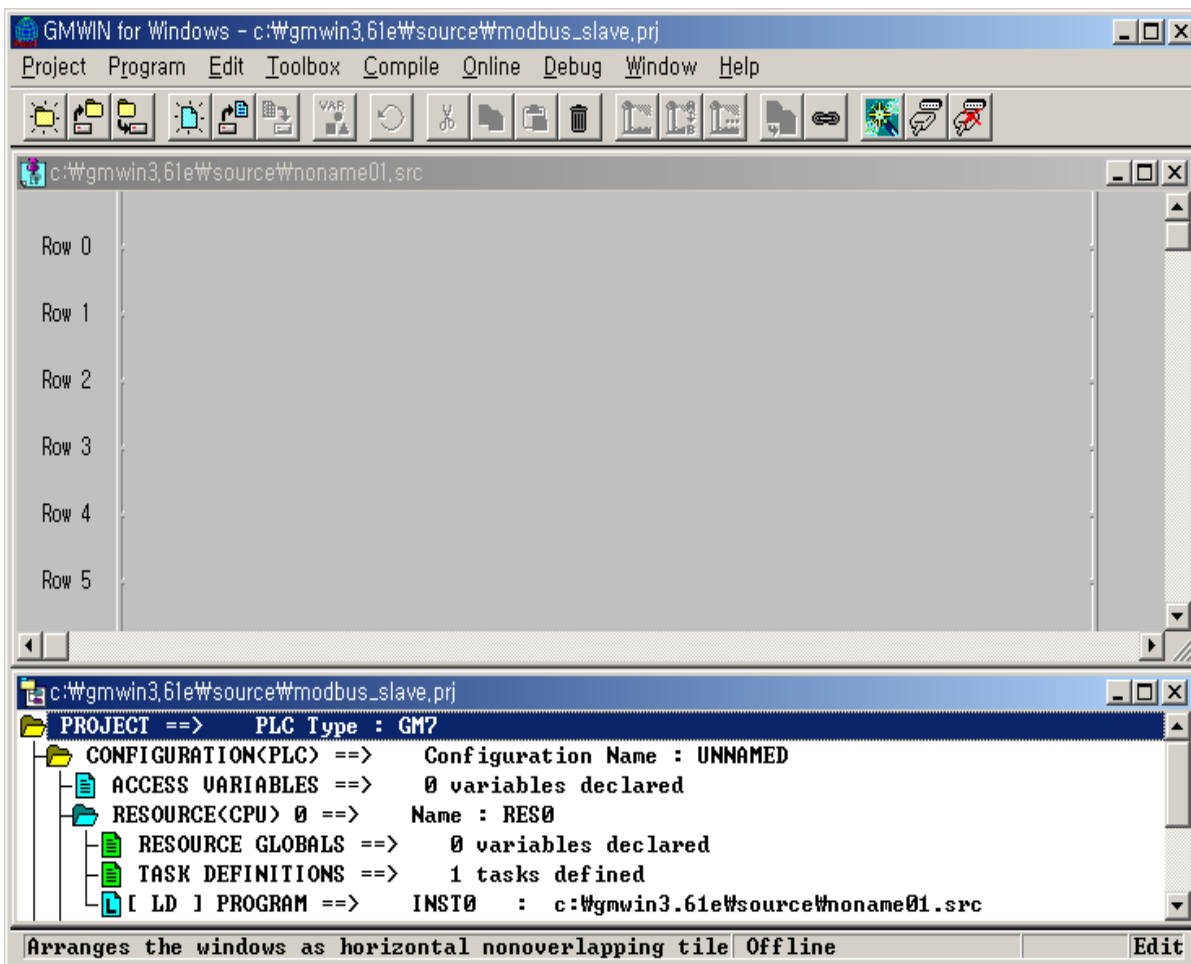 GMWIN for Windows - c:₩gmwin3,61e₩source₩modbus_slave,prj
Project Program Edit Toolbox Compile Online Debug Window Help
VAR
c:₩gmwin3,61e₩source₩noname01,src
Row 0
Row 1
Row 2
Row 3
Row 4
Row 5
c:₩gmwin3,61e₩source₩modbus_slave,prj
PROJECT ==> PLC Type : GM7
CONFIGURATION(PLC) ==> Configuration Name : UNNAMED
ACCESS VARIABLES ==> 0 variables declared
RESOURCE(CPU) 0 ==> Name : RES0
RESOURCE GLOBALS ==> 0 variables declared
TASK DEFINITIONS ==> 1 tasks defined
L [ LD ] PROGRAM ==> INST0 : c:₩gmwin3.61e₩source₩noname01.src
Arranges the windows as horizontal nonoverlapping tile Offline Edit